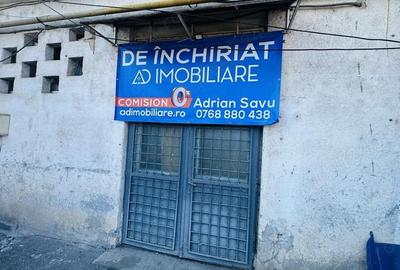 DE ÎNCHIRIAT
AD IMOBILIARE
COMISION 0% Adrian Savu
adimobiliare.ro 0768 880 438